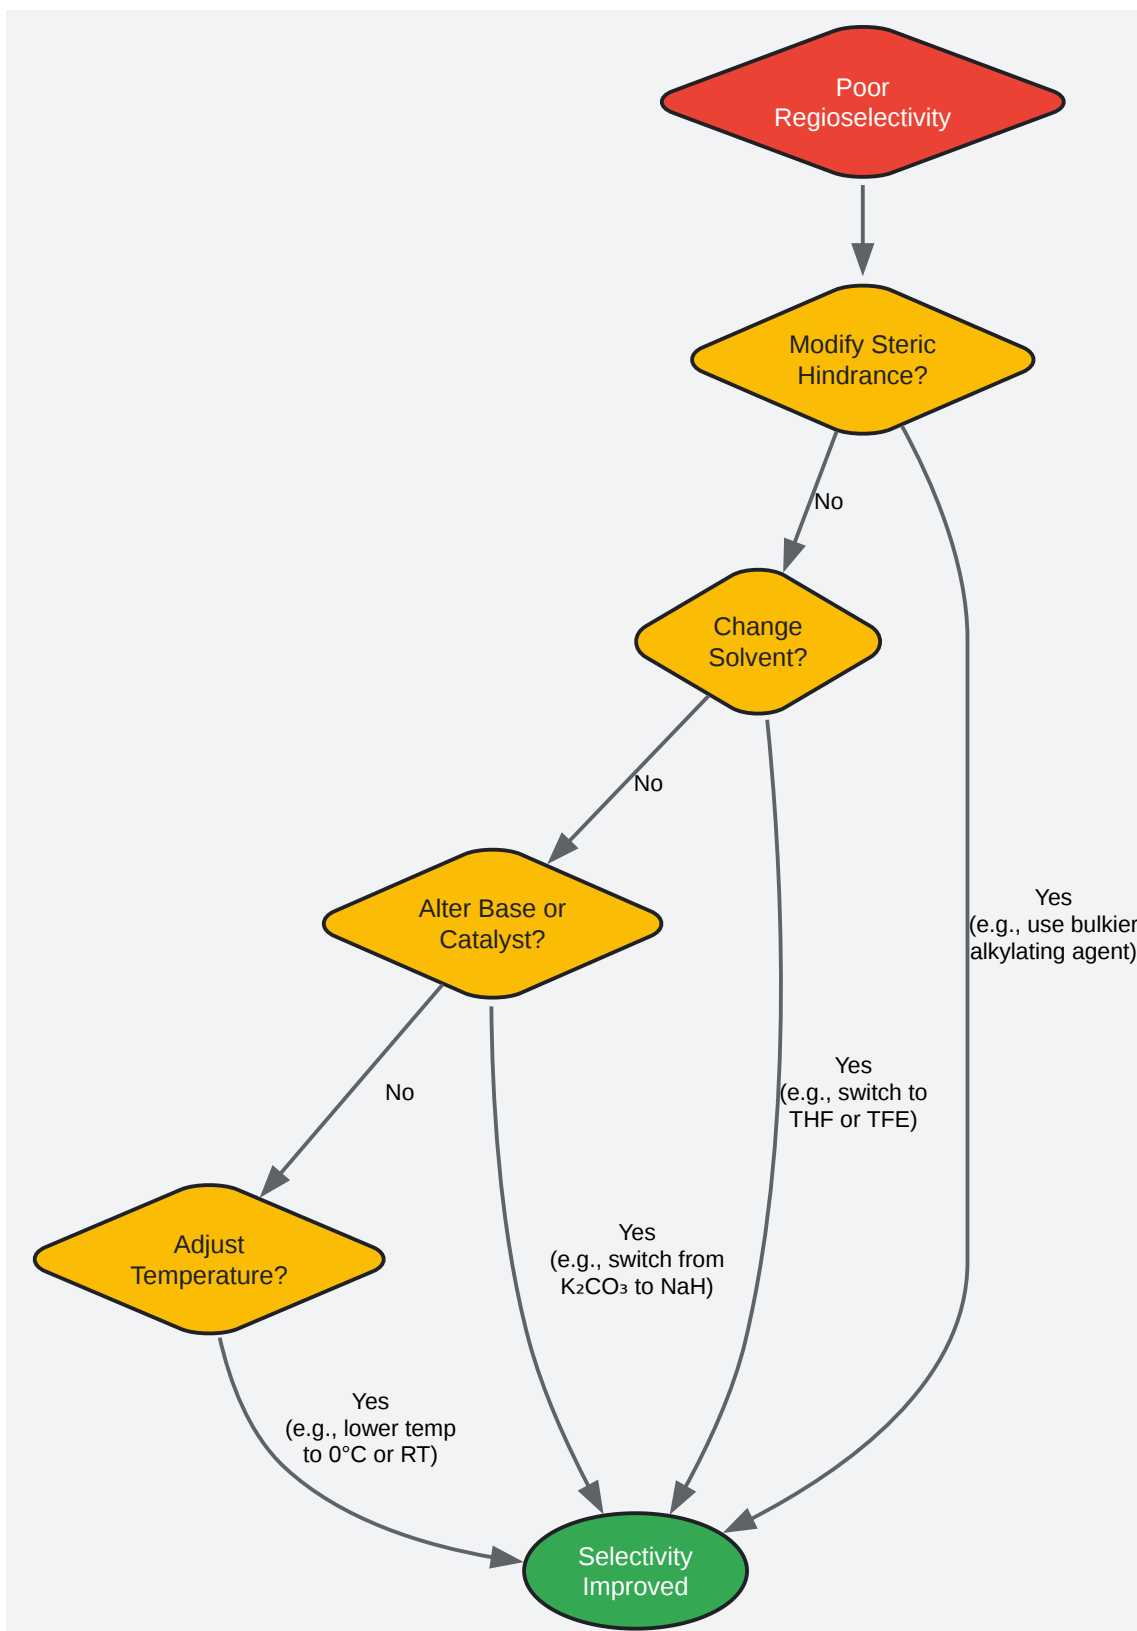 Poor
Regioselectivity
Modify Steric
Hindrance?
No
Change
Solvent?
No
Yes
(e.g., use bulkier
alkylating agent)
Alter Base or
Catalyst?
Yes
(e.g., switch to
THF or TFE)
No
Yes
(e.g., switch from
K₂CO₃ to NaH)
Adjust
Temperature?
Yes
(e.g., lower temp
to 0°C or RT)
Selectivity
Improved